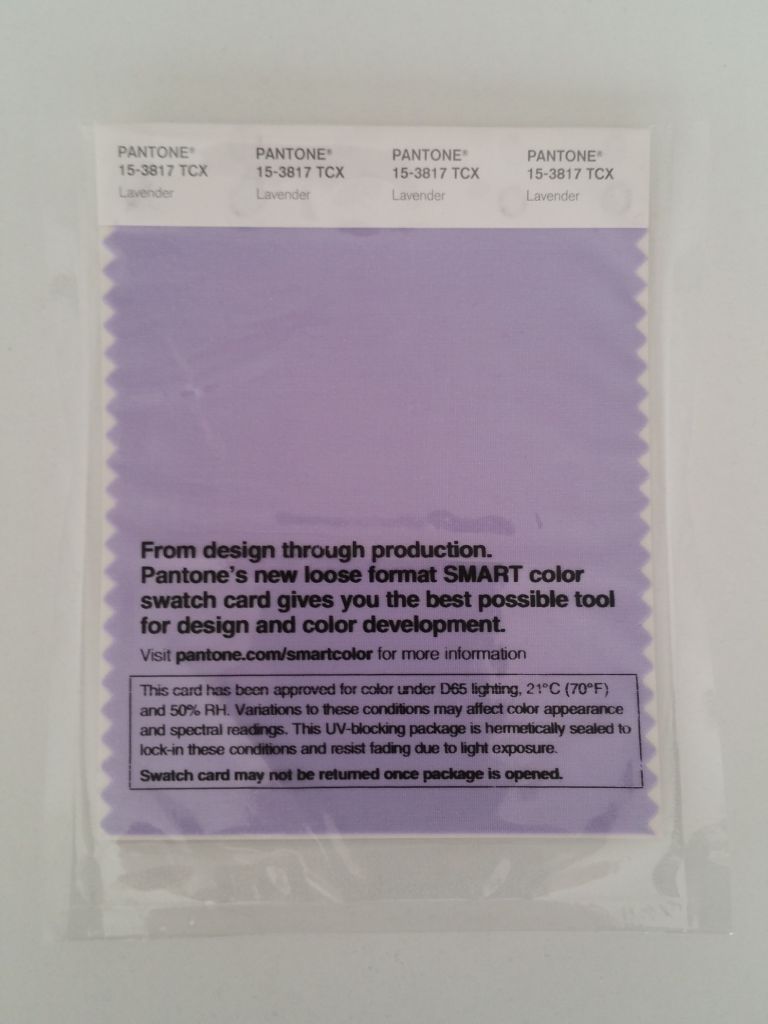 PANTONE® PANTONE® PANTONE® PANTONE®
15-3817 TCX 15-3817 TCX 15-3817 TCX 15-3817 TCX
Lavender Lavender Lavender Lavender
From design through production.
Pantone's new loose format SMART color
swatch card gives you the best possible tool
for design and color development.
Visit pantone.com/smartcolor for more information
This card has been approved for color under D65 lighting, 21°C (70°F)
and 50% RH. Variations to these conditions may affect color appearance
and spectral readings. This UV-blocking package is hermetically sealed to
lock-in these conditions and resist fading due to light exposure.
Swatch card may not be returned once package is opened.